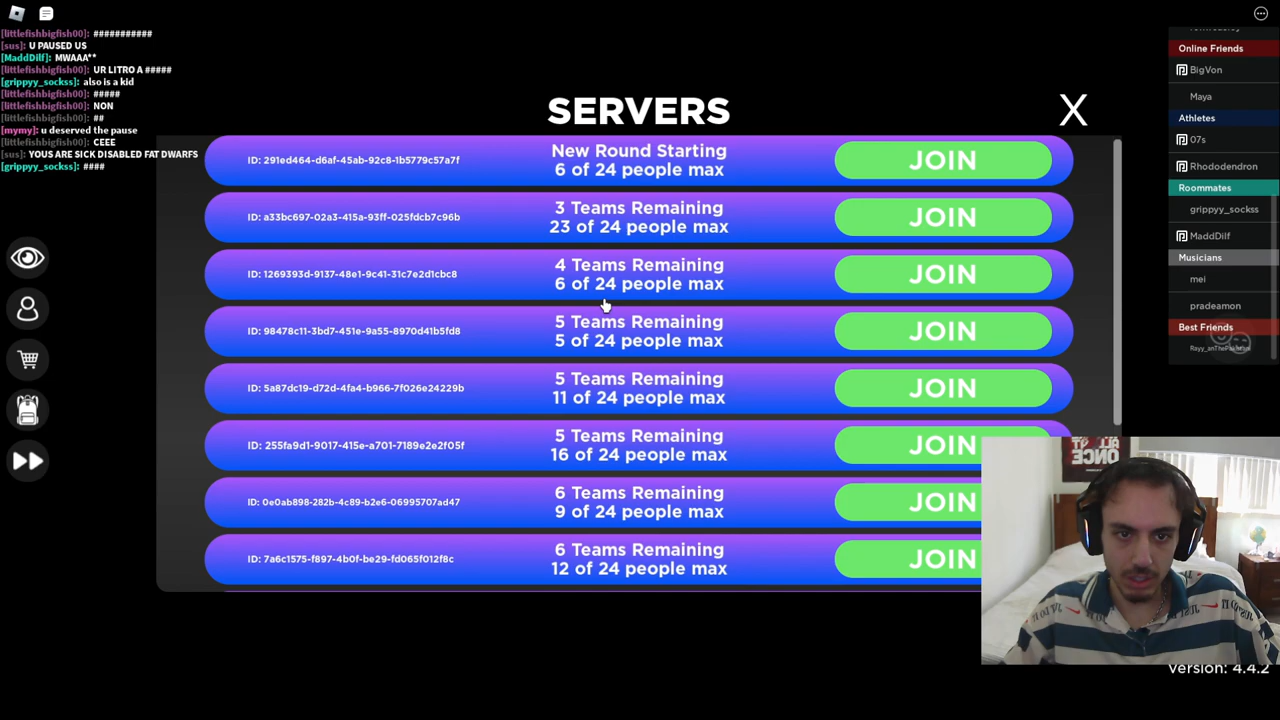 [littlefishbigfish00]: ###########
[sus]: U PAUSED US
[MaddDilf]: MWAAA**
[littlefishbigfish00]: UR LITRO A #####
[grippyy_sockss]: also is a kid
[littlefishbigfish00]: #####
[littlefishbigfish00]: NON
[littlefishbigfish00]: ##
[mymy]: u deserved the pause
[littlefishbigfish00]: CEEE
[sus]: YOUS ARE SICK DISABLED FAT DWARFS
[grippyy_sockss]: ####
SERVERS
X
ID: 291ed464-d6af-45ab-92c8-1b5779c57a7f
New Round Starting
6 of 24 people max
JOIN
ID: a33bc697-02a3-415a-93ff-025fdcb7c96b
3 Teams Remaining
23 of 24 people max
JOIN
ID: 1269393d-9137-48e1-9c41-31c7e2d1cbc8
4 Teams Remaining
6 of 24 people max
JOIN
ID: 98478c11-3bd7-451e-9a55-8970d41b5fd8
5 Teams Remaining
5 of 24 people max
JOIN
ID: 5a87dc19-d72d-4fa4-b966-7f026e24229b
5 Teams Remaining
11 of 24 people max
JOIN
ID: 255fa9d1-9017-415e-a701-7189e2e2f05f
5 Teams Remaining
16 of 24 people max
JOIN
ID: 0e0ab898-282b-4c89-b2e6-06995707ad47
6 Teams Remaining
9 of 24 people max
JOIN
ID: 7a6c1575-f897-4b0f-be29-fd065f012f8c
6 Teams Remaining
12 of 24 people max
JOIN
Online Friends
BigVon
Maya
Athletes
07s
Rhododendron
Roommates
grippyy_sockss
MaddDilf
Musicians
mei
pradeamon
Best Friends
ALL AT
ONCE
JUST DO IT
Version: 4.4.2